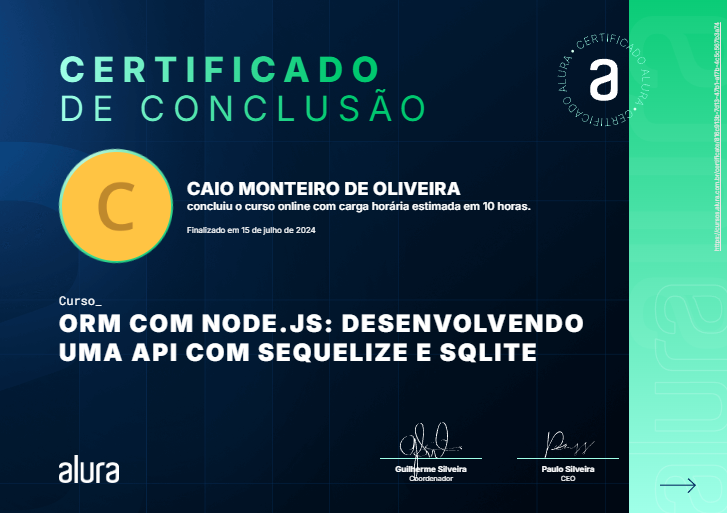 CERTIFICADO
DE CONCLUSÃO
CERTIFICADO ALURA • CERTIFICADO ALURA •
a
C
CAIO MONTEIRO DE OLIVEIRA
concluiu o curso online com carga horária estimada em 10 horas.
Finalizado em 15 de julho de 2024
Curso_
ORM COM NODE.JS: DESENVOLVENDO
UMA API COM SEQUELIZE E SQLITE
alura
Guilherme Silveira
Coordenador
Paulo Silveira
CEO
alura